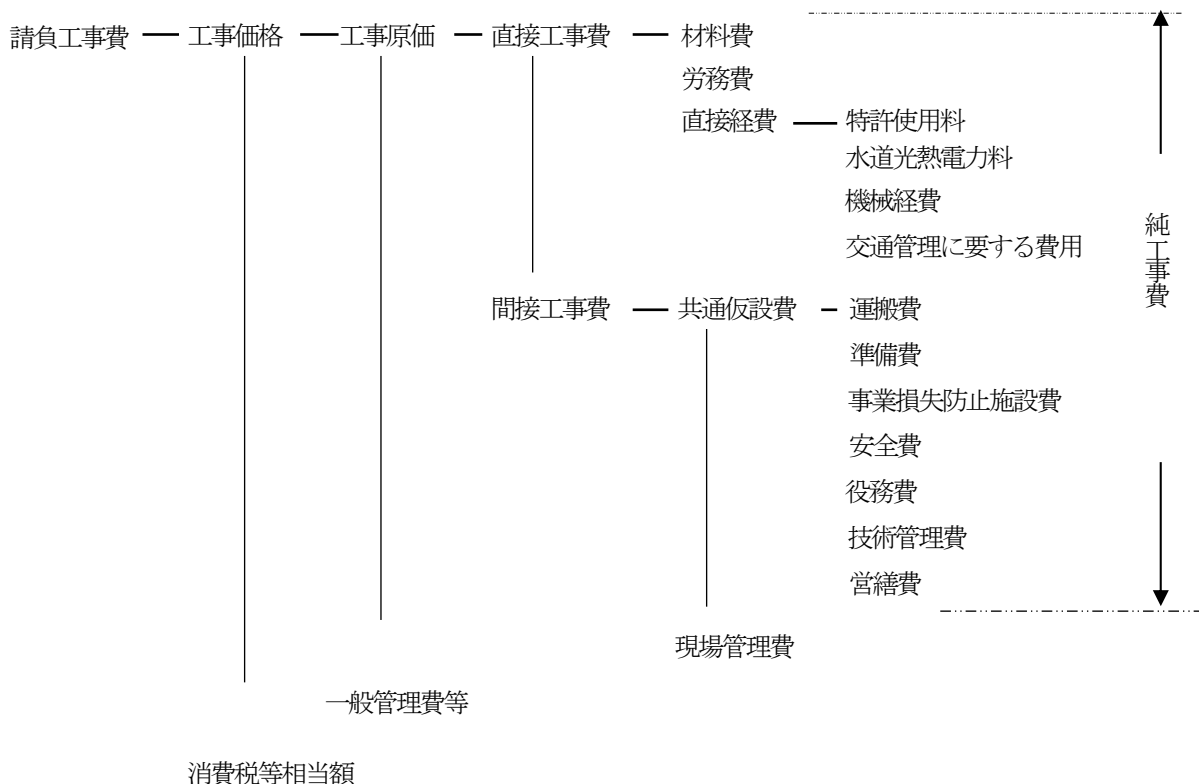 請負工事費 工事価格 工事原価 直接工事費 材料費
労務費
直接経費 特許使用料
水道光熱電力料
機械経費
交通管理に要する費用
純工事費
間接工事費 共通仮設費 運搬費
準備費
事業損失防止施設費
安全費
役務費
技術管理費
営繕費
現場管理費
一般管理費等
消費税等相当額